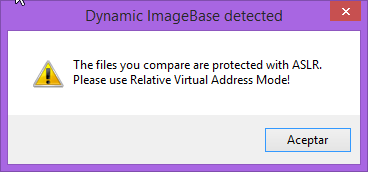 Dynamic ImageBase detected
The files you compare are protected with ASLR.
Please use Relative Virtual Address Mode!
Aceptar